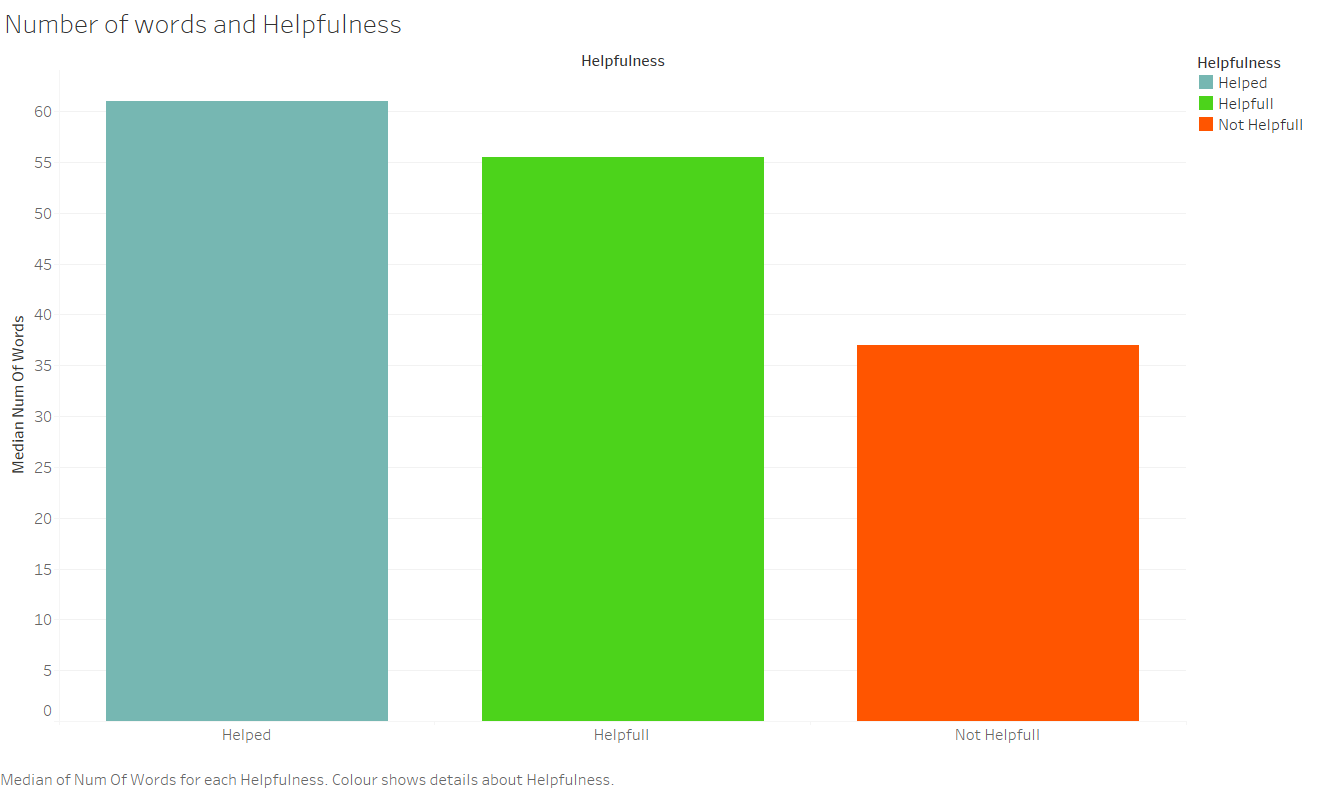 Number of words and Helpfulness
Helpfulness
Helpfulness
Helped
Helpfull
Not Helpfull
Median Num Of Words
60
55
50
45
40
35
30
25
20
15
10
5
0
Helped
Helpfull
Not Helpfull
Median of Num Of Words for each Helpfulness. Colour shows details about Helpfulness.